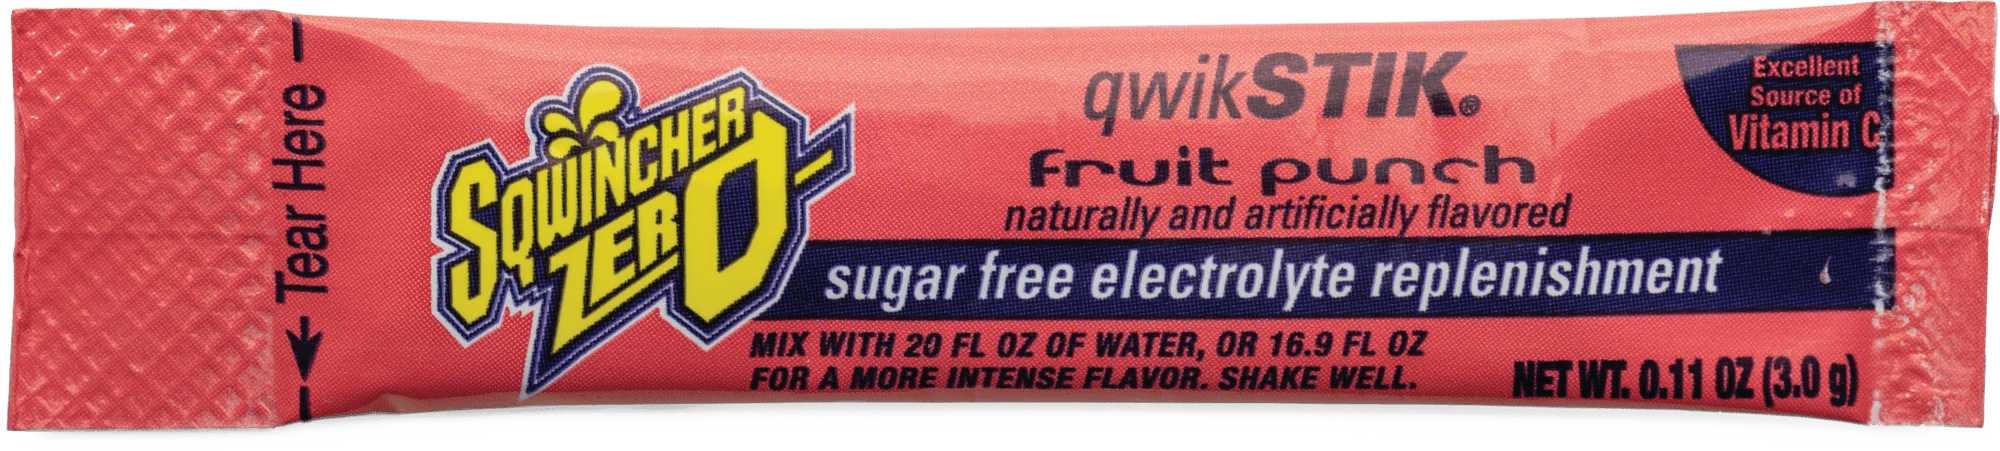 Tear Here
SQWINCHER
ZERO
qwikSTIK®
fruit punch
naturally and artificially flavored
sugar free electrolyte replenishment
MIX WITH 20 FL OZ OF WATER, OR 16.9 FL OZ
FOR A MORE INTENSE FLAVOR. SHAKE WELL.
Excellent
Source of
Vitamin C
NET WT. 0.11 OZ (3.0 g)